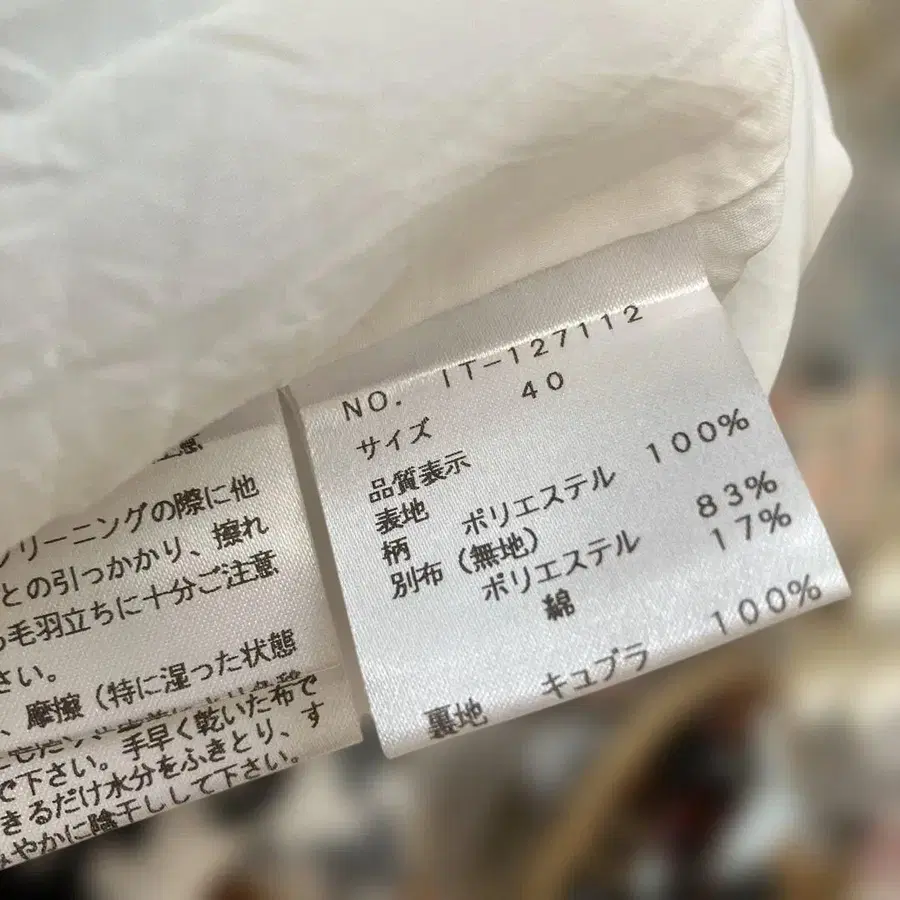 NO. IT-127112
サイズ 40
品質表示
表地
柄 ポリエステル 100%
別布(無地)
ポリエステル 83%
綿 17%
裏地 キュプラ 100%
注意
クリーニングの際に他
との引っかかり、擦れ
毛羽立ちに十分ご注意
さい。
、摩擦(特に湿った状態
手早く乾いた布で
で下さい。
きるだけ水分をふきとり、す
みやかに陰干しして下さい。